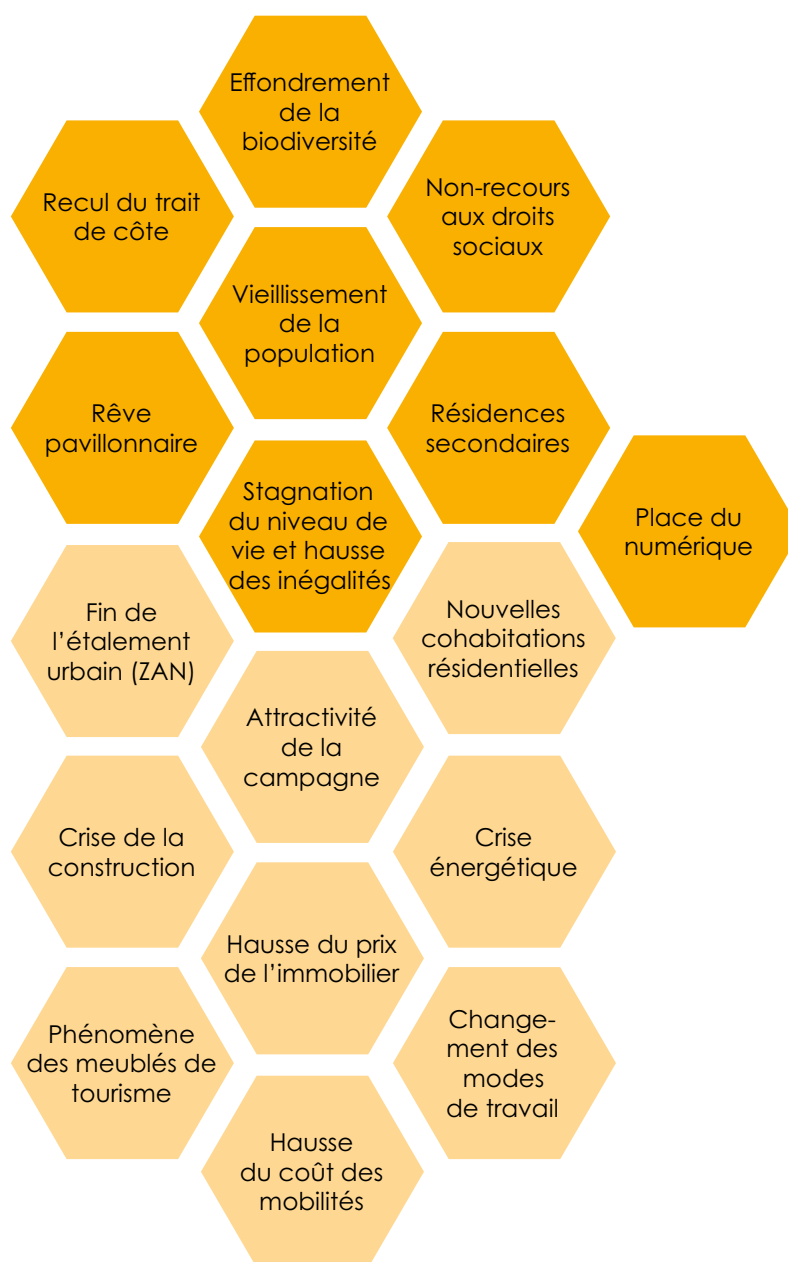 Effondrement
de la
biodiversité
Recul du trait
de côte
Non-recours
aux droits
sociaux
Vieillissement
de la
population
Rêve
pavillonnaire
Résidences
secondaires
Stagnation
du niveau de
vie et hausse
des inégalités
Place du
numérique
Fin de
l’étalement
urbain (ZAN)
Nouvelles
cohabitations
résidentielles
Attractivité
de la
campagne
Crise de la
construction
Crise
énergétique
Hausse du prix
de l’immobilier
Phénomène
des meublés de
tourisme
Change-
ment des
modes
de travail
Hausse
du coût des
mobilités